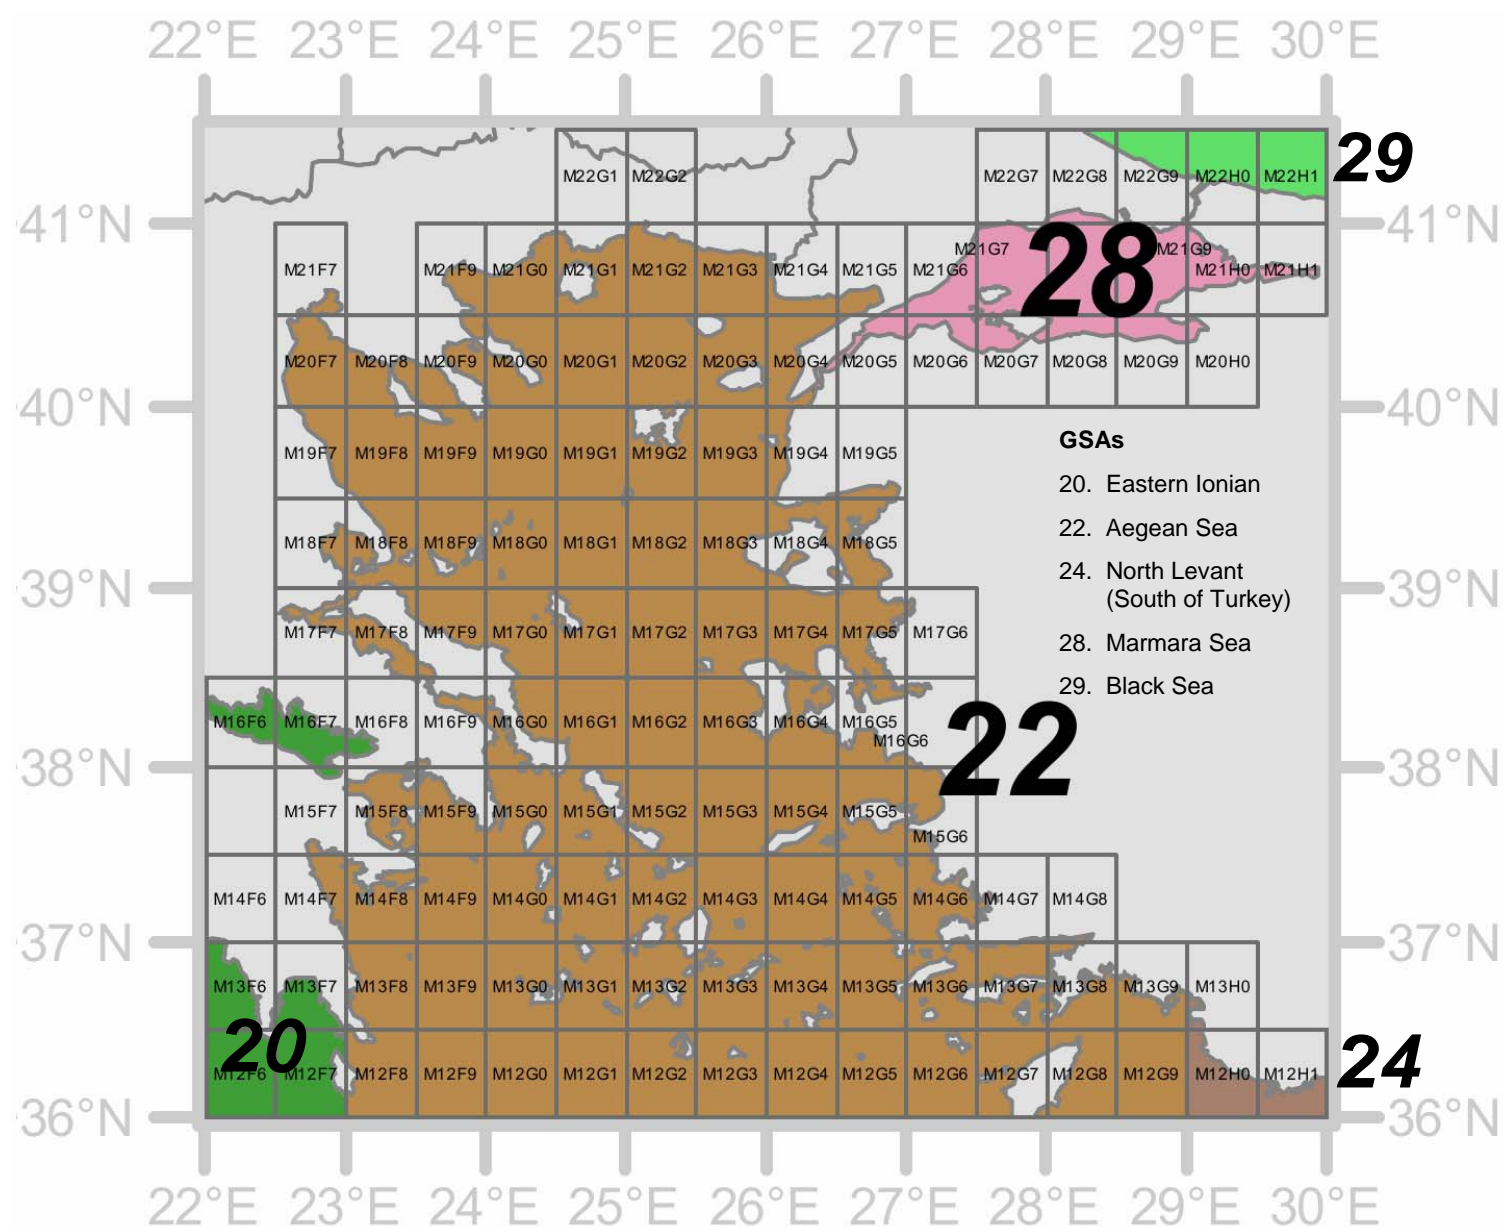 22°E 23°E 24°E 25°E 26°E 27°E 28°E 29°E 30°E
29
M22G1 M22G2 M22G7 M22G8 M22G9 M22H0 M22H1
41°N 41°N
M21G7 28 M21G9
M21F7 M21F9 M21G0 M21G1 M21G2 M21G3 M21G4 M21G5 M21G6 M21H0 M21H1
M20F7 M20F8 M20F9 M20G0 M20G1 M20G2 M20G3 M20G4 M20G5 M20G6 M20G7 M20G8 M20G9 M20H0
40°N 40°N
GSAs
M19F7 M19F8 M19F9 M19G0 M19G1 M19G2 M19G3 M19G4 M19G5
20. Eastern Ionian
22. Aegean Sea
M18F7 M18F8 M18F9 M18G0 M18G1 M18G2 M18G3 M18G4 M18G5
24. North Levant
(South of Turkey)
39°N 39°N
M17F7 M17F8 M17F9 M17G0 M17G1 M17G2 M17G3 M17G4 M17G5 M17G6
28. Marmara Sea
29. Black Sea
M16F6 M16F7 M16F8 M16F9 M16G0 M16G1 M16G2 M16G3 M16G4 M16G5
M16G6 22
38°N 38°N
M15F7 M15F8 M15F9 M15G0 M15G1 M15G2 M15G3 M15G4 M15G5
M15G6
M14F6 M14F7 M14F8 M14F9 M14G0 M14G1 M14G2 M14G3 M14G4 M14G5 M14G6 M14G7 M14G8
37°N 37°N
M13F6 M13F7 M13F8 M13F9 M13G0 M13G1 M13G2 M13G3 M13G4 M13G5 M13G6 M13G7 M13G8 M13G9 M13H0
20 24
M12F6 M12F7 M12F8 M12F9 M12G0 M12G1 M12G2 M12G3 M12G4 M12G5 M12G6 M12G7 M12G8 M12G9 M12H0 M12H1
36°N 36°N
22°E 23°E 24°E 25°E 26°E 27°E 28°E 29°E 30°E